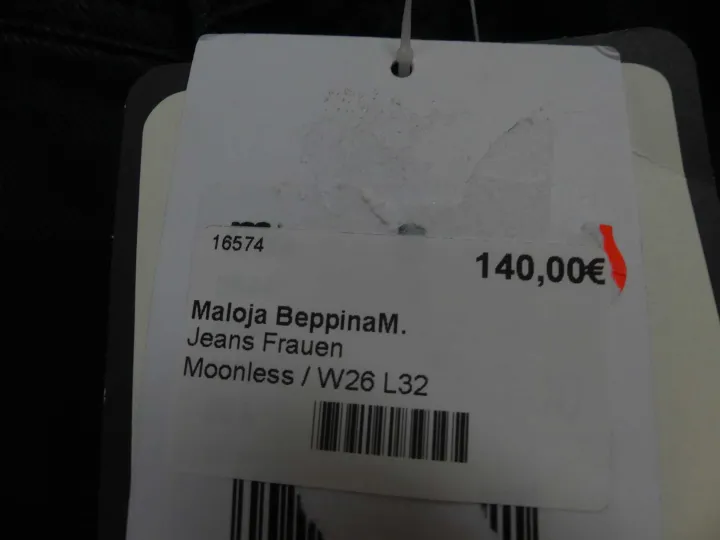 16574
140,00€
Maloja BeppinaM.
Jeans Frauen
Moonless / W26 L32